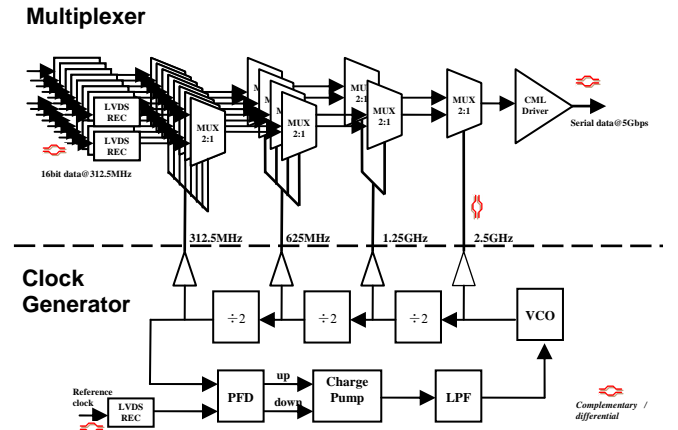 Multiplexer
LVDS
REC
LVDS
REC
MUX
2:1
M
M
MUX
2:1
MUX
2:1
MUX
2:1
MUX
2:1
CML
Driver
Serial data@5Gbps
16bit data@312.5MHz
312.5MHz
625MHz
1.25GHz
2.5GHz
Clock
Generator
÷2
÷2
÷2
VCO
Reference
clock
LVDS
REC
PFD
up
down
Charge
Pump
LPF
Complementary /
differential